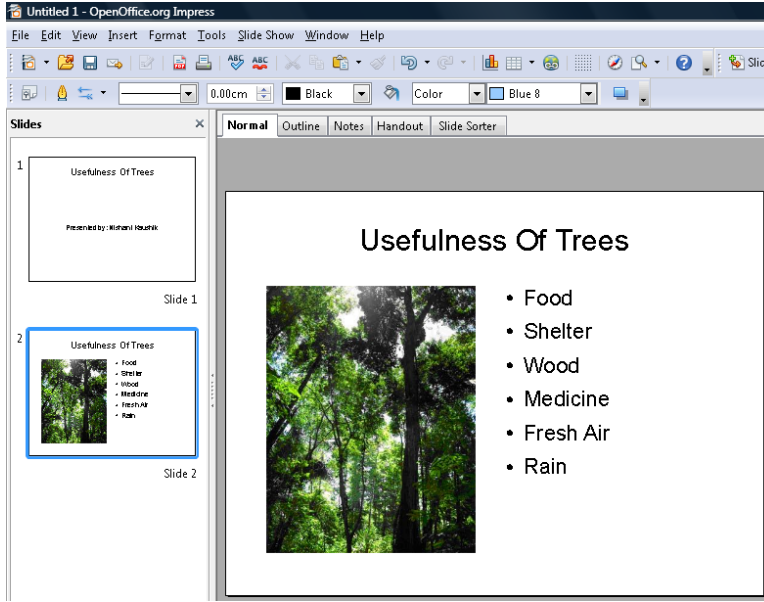 Untitled 1 - OpenOffice.org Impress
File Edit View Insert Format Tools Slide Show Window Help
ABC ABC Slid
0.00cm Black Color Blue 8
Slides × Normal Outline Notes Handout Slide Sorter
1
Usefulness Of Trees
Presented by: Nishant Kaushik
Slide 1
2
Usefulness Of Trees
• Food
• Shelter
• Wood
• Medicine
• Fresh Air
• Rain
Slide 2
Usefulness Of Trees
• Food
• Shelter
• Wood
• Medicine
• Fresh Air
• Rain